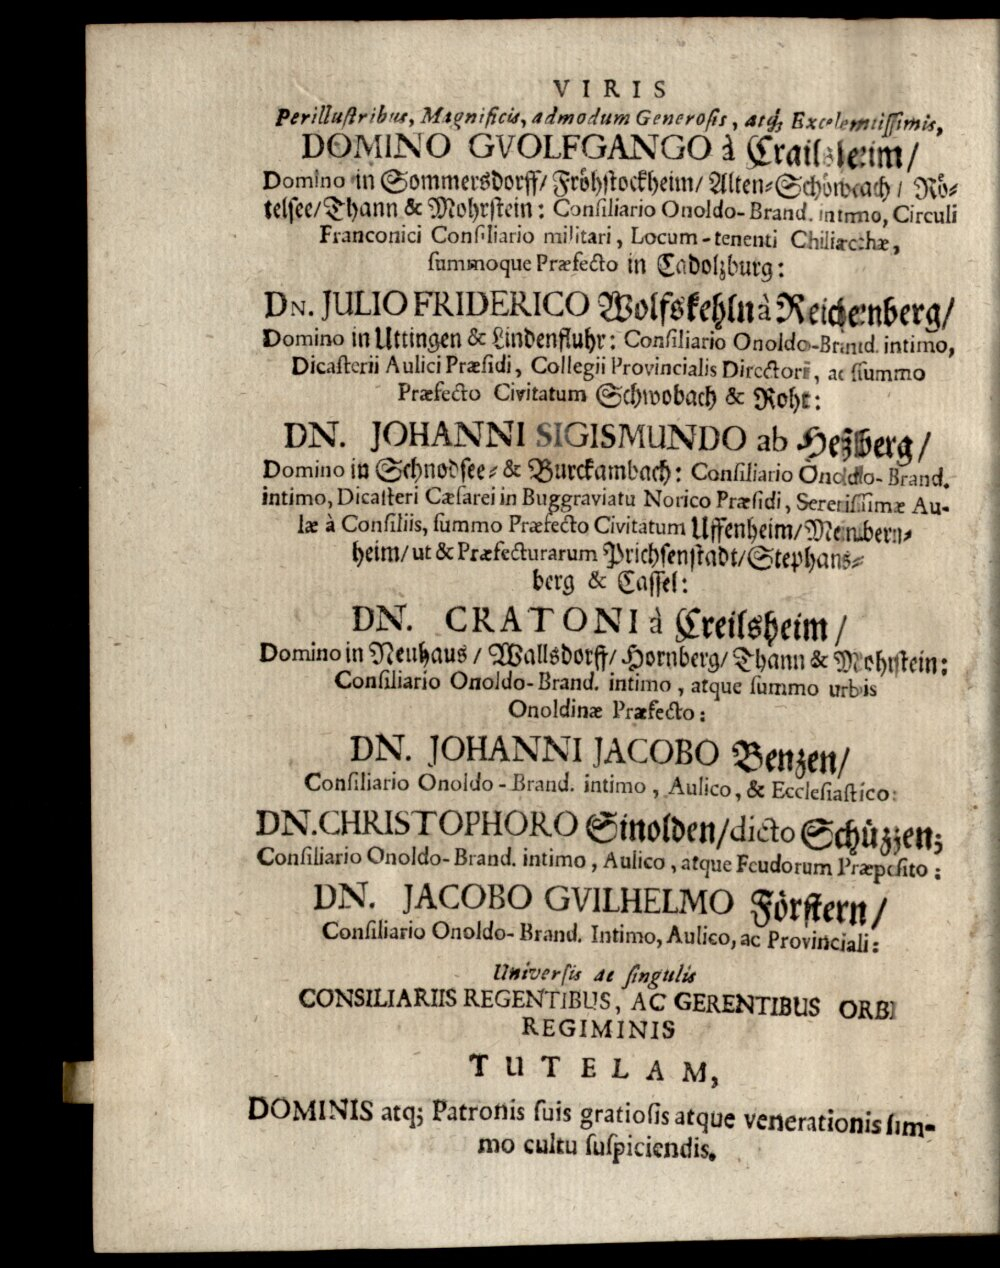 VIRIS
Perillustribus, Magnificis, admodum Generosis, atq; Excelentissimis,
DOMINO GVOLFGANGO à Crailsheim/
Domino in Sommersdorff/ Fröhstockheim/ Alten-Schönbach/ Rö-
telsee/ Thann & Mohrstein: Consiliario Onoldo-Brand. intimo, Circuli
Franconici Consiliario militari, Locum-tenenti Chiliarchæ,
summoque Præfecto in Cadolzburg:
DN. JULIO FRIDERICO Wolfskehln à Reichenberg/
Domino in Uttingen & Lindenfluhr: Consiliario Onoldo-Brand. intimo,
Dicasterii Aulici Præsidi, Collegii Provincialis Directori, ac summo
Præfecto Civitatum Schwobach & Roht:
DN. JOHANNI SIGISMUNDO ab Heßberg/
Domino in Schnodsee- & Burckambach: Consiliario Onoldo-Brand.
intimo, Dicasteri Cæsarei in Buggraviatu Norico Præsidi, Serenissimæ Au-
læ à Consiliis, summo Præfecto Civitatum Uffenheim/ Meinbern-
heim/ ut & Præfecturarum Prichsenstadt/ Stephans-
berg & Cassel:
DN. CRATONI à Creilsheim/
Domino in Neuhaus/ Wallsdorff/ Hornberg/ Thann & Mohrstein:
Consiliario Onoldo-Brand. intimo, atque summo urbis
Onoldinæ Præfecto:
DN. JOHANNI JACOBO Benzen/
Consiliario Onoldo-Brand. intimo, Aulico, & Ecclesiastico:
DN. CHRISTOPHORO Sinolden/ dicto Schüzzen;
Consiliario Onoldo-Brand. intimo, Aulico, atque Feudorum Præposito:
DN. JACOBO GVILHELMO Förstern/
Consiliario Onoldo-Brand. Intimo, Aulico, ac Provinciali:
Universis ac singulis
CONSILIARIIS REGENTIBUS, AC GERENTIBUS ORBI
REGIMINIS
TUTELAM,
DOMINIS atq; Patronis suis gratiosis atque venerationis sum-
mo cultu suspiciendis.